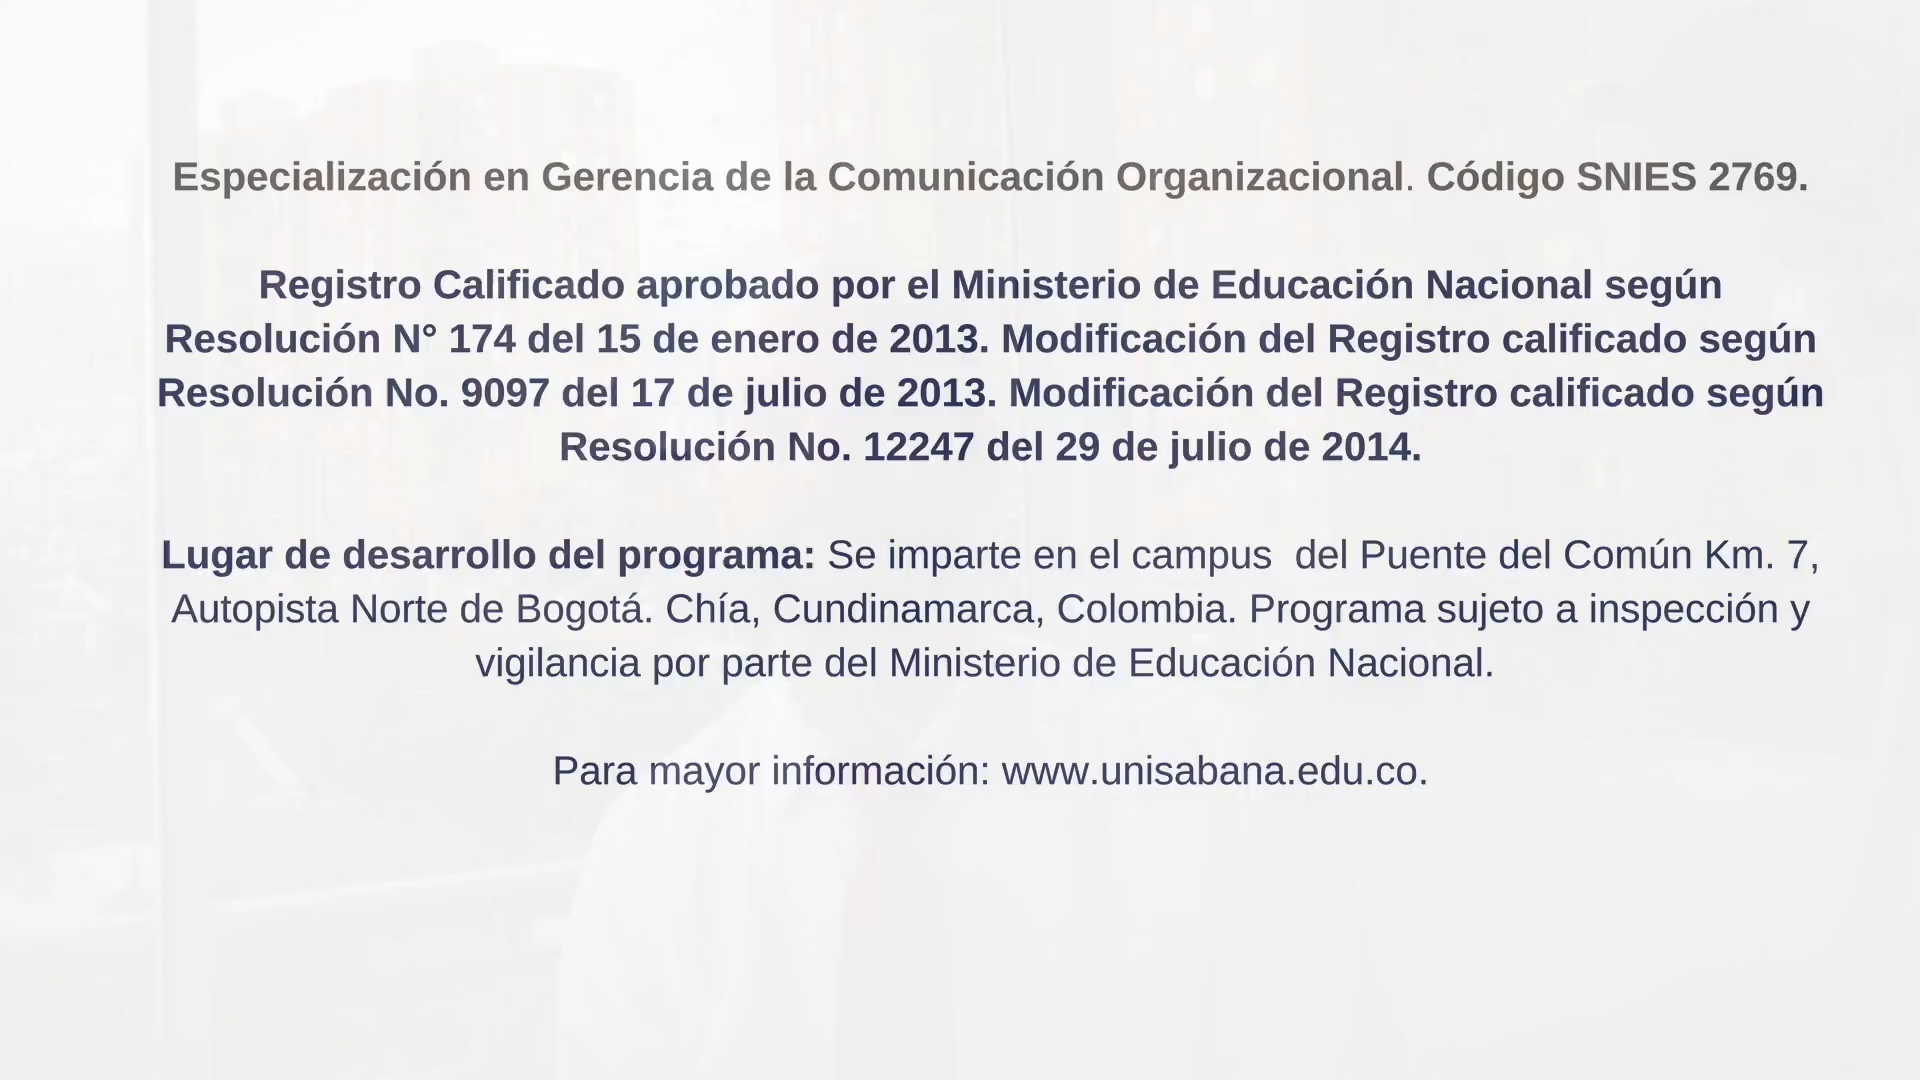 Especialización en Gerencia de la Comunicación Organizacional. Código SNIES 2769.
Registro Calificado aprobado por el Ministerio de Educación Nacional según
Resolución N° 174 del 15 de enero de 2013. Modificación del Registro calificado según
Resolución No. 9097 del 17 de julio de 2013. Modificación del Registro calificado según
Resolución No. 12247 del 29 de julio de 2014.
Lugar de desarrollo del programa: Se imparte en el campus  del Puente del Común Km. 7,
Autopista Norte de Bogotá. Chía, Cundinamarca, Colombia. Programa sujeto a inspección y
vigilancia por parte del Ministerio de Educación Nacional.
Para mayor información: www.unisabana.edu.co.